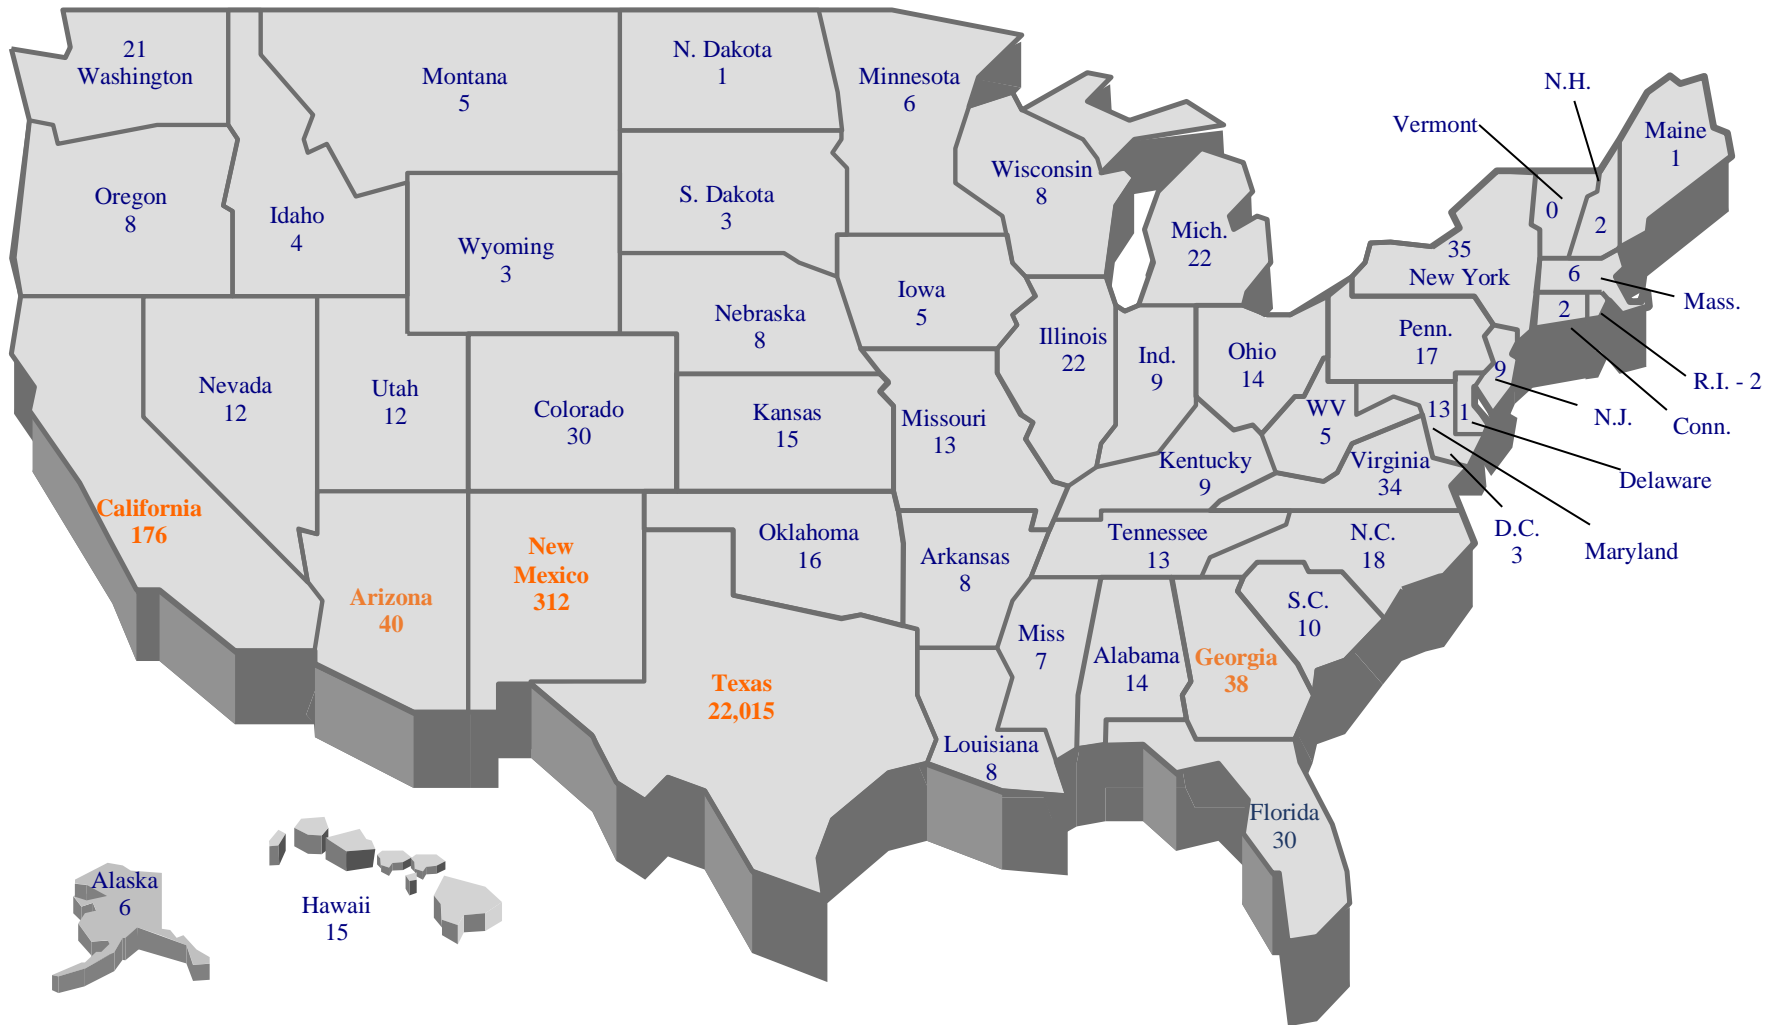 21
Washington
Montana
5
N. Dakota
1
Minnesota
6
N.H.
Vermont
Maine
1
Oregon
8
Idaho
4
Wyoming
3
S. Dakota
3
Wisconsin
8
Mich.
22
0
2
35
New York
6
Mass.
2
Nebraska
8
Iowa
5
Illinois
22
Ind.
9
Ohio
14
Penn.
17
9
R.I. - 2
N.J.
Conn.
Nevada
12
Utah
12
Colorado
30
Kansas
15
Missouri
13
WV
5
13
1
Delaware
Kentucky
9
Virginia
34
D.C.
3
Maryland
California
176
Arizona
40
New
Mexico
312
Oklahoma
16
Arkansas
8
Tennessee
13
N.C.
18
S.C.
10
Texas
22,015
Miss
7
Alabama
14
Georgia
38
Louisiana
8
Florida
30
Alaska
6
Hawaii
15